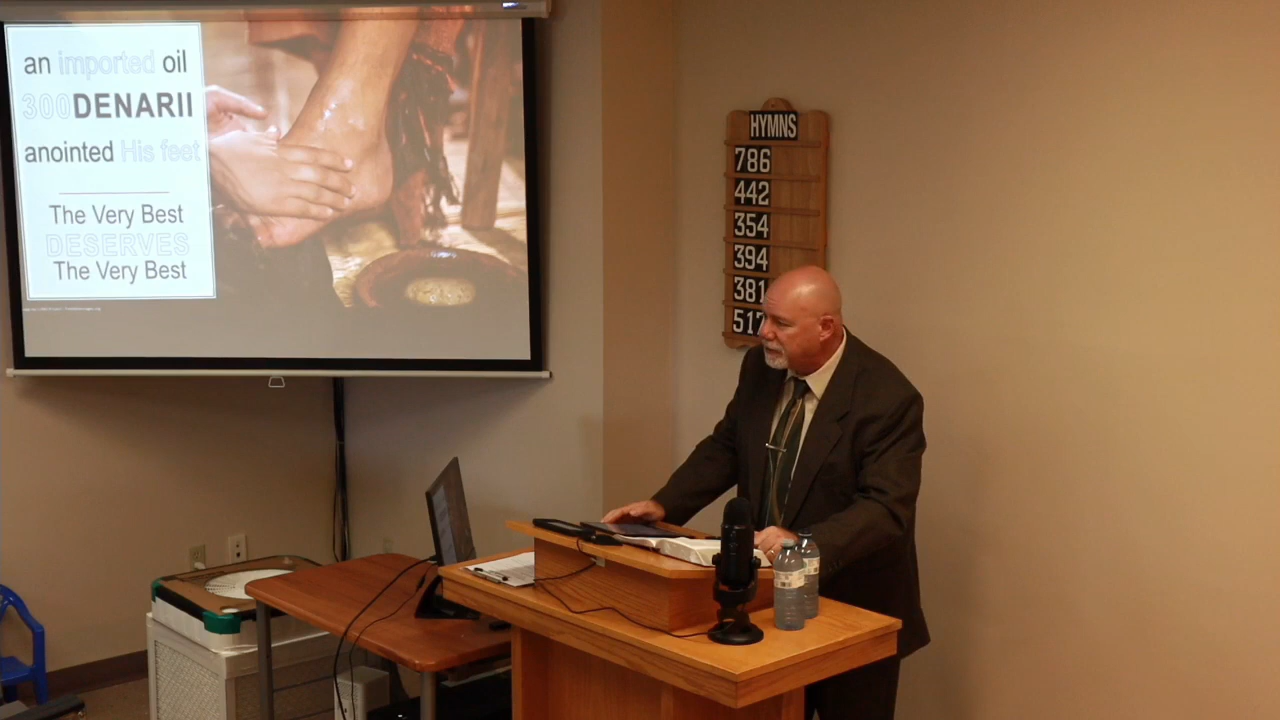 an imported oil
300DENARII
anointed His feet
The Very Best
DESERVES
The Very Best
HYMNS
786
442
354
394
381
517